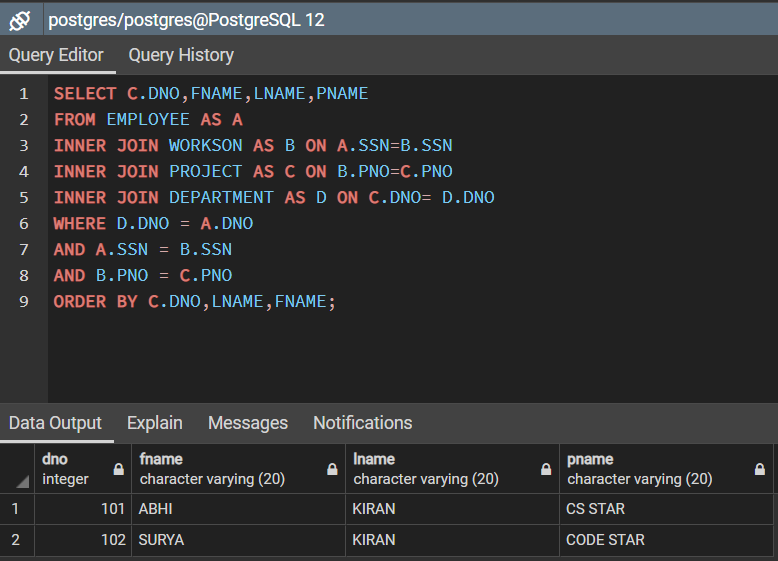 postgres/postgres@PostgreSQL 12
Query Editor Query History
1 SELECT C.DNO,FNAME,LNAME,PNAME
2 FROM EMPLOYEE AS A
3 INNER JOIN WORKSON AS B ON A.SSN=B.SSN
4 INNER JOIN PROJECT AS C ON B.PNO=C.PNO
5 INNER JOIN DEPARTMENT AS D ON C.DNO= D.DNO
6 WHERE D.DNO = A.DNO
7 AND A.SSN = B.SSN
8 AND B.PNO = C.PNO
9 ORDER BY C.DNO,LNAME,FNAME;
Data Output Explain Messages Notifications
dno fname lname pname
integer character varying (20) character varying (20) character varying (20)
1 101 ABHI KIRAN CS STAR
2 102 SURYA KIRAN CODE STAR